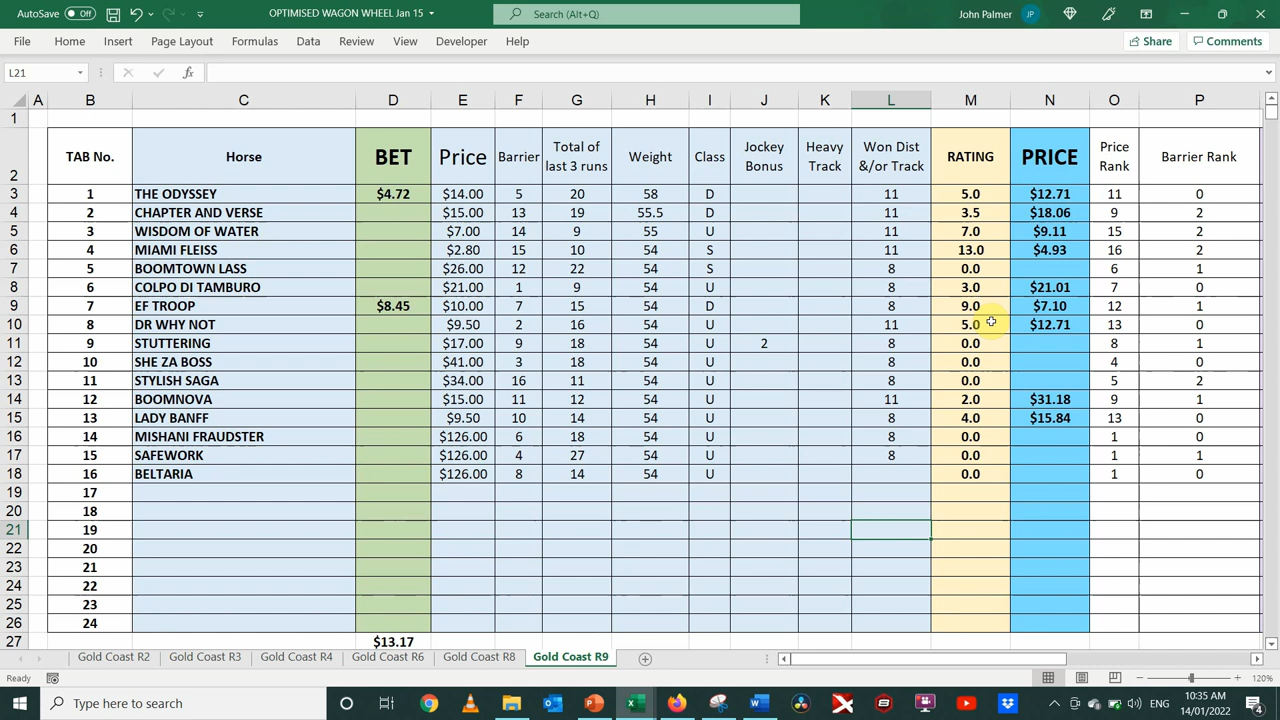 AutoSave Off OPTIMISED WAGON WHEEL Jan 15 Search (Alt+Q) John Palmer JP
File Home Insert Page Layout Formulas Data Review View Developer Help Share Comments
L21 fx
A B C D E F G H I J K L M N O P
1
2 TAB No. Horse BET Price Barrier Total of last 3 runs Weight Class Jockey Bonus Heavy Track Won Dist &/or Track RATING PRICE Price Rank Barrier Rank
3 1 THE ODYSSEY $4.72 $14.00 5 20 58 D 11 5.0 $12.71 11 0
4 2 CHAPTER AND VERSE $15.00 13 19 55.5 D 11 3.5 $18.06 9 2
5 3 WISDOM OF WATER $7.00 14 9 55 U 11 7.0 $9.11 15 2
6 4 MIAMI FLEISS $2.80 15 10 54 S 11 13.0 $4.93 16 2
7 5 BOOMTOWN LASS $26.00 12 22 54 S 8 0.0 6 1
8 6 COLPO DI TAMBURO $21.00 1 9 54 U 8 3.0 $21.01 7 0
9 7 EF TROOP $8.45 $10.00 7 15 54 D 8 9.0 $7.10 12 1
10 8 DR WHY NOT $9.50 2 16 54 U 11 5.0 $12.71 13 0
11 9 STUTTERING $17.00 9 18 54 U 2 8 0.0 8 1
12 10 SHE ZA BOSS $41.00 3 18 54 U 8 0.0 4 0
13 11 STYLISH SAGA $34.00 16 11 54 U 8 0.0 5 2
14 12 BOOMNOVA $15.00 11 12 54 U 11 2.0 $31.18 9 1
15 13 LADY BANFF $9.50 10 14 54 U 8 4.0 $15.84 13 0
16 14 MISHANI FRAUDSTER $126.00 6 18 54 U 8 0.0 1 0
17 15 SAFEWORK $126.00 4 27 54 U 8 0.0 1 1
18 16 BELTARIA $126.00 8 14 54 U 0.0 1 0
19 17
20 18
21 19
22 20
23 21
24 22
25 23
26 24
27 $13.17
Gold Coast R2 Gold Coast R3 Gold Coast R4 Gold Coast R6 Gold Coast R8 Gold Coast R9
Ready 120%
Type here to search ENG 10:35 AM 14/01/2022 4